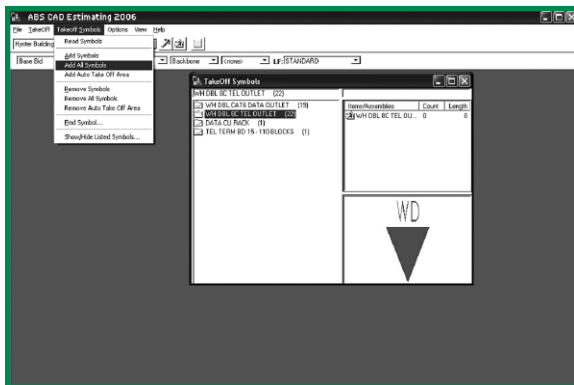 ABS CAD Estimating 2006
File TakeOff Takeoff Symbols Options View Help
Hyster Building
Read Symbols
Base Bid
Backbone
(none)
LF:STANDARD
Add Symbols
Add All Symbols
Add Auto Take Off Area
Remove Symbols
Remove All Symbols
Remove Auto Take Off Area
Find Symbol...
Show/Hide Listed Symbols...
TakeOff Symbols
WH DBL 8C TEL OUTLET (22)
WH DBL CAT6 DATA OUTLET (19)
WH DBL 8C TEL OUTLET (22)
DATA CU RACK (1)
TEL TERM BD 15 - 110 BLOCKS (1)
Items/Assemblies Count Length
WH DBL 8C TEL OU... 0 0
WD